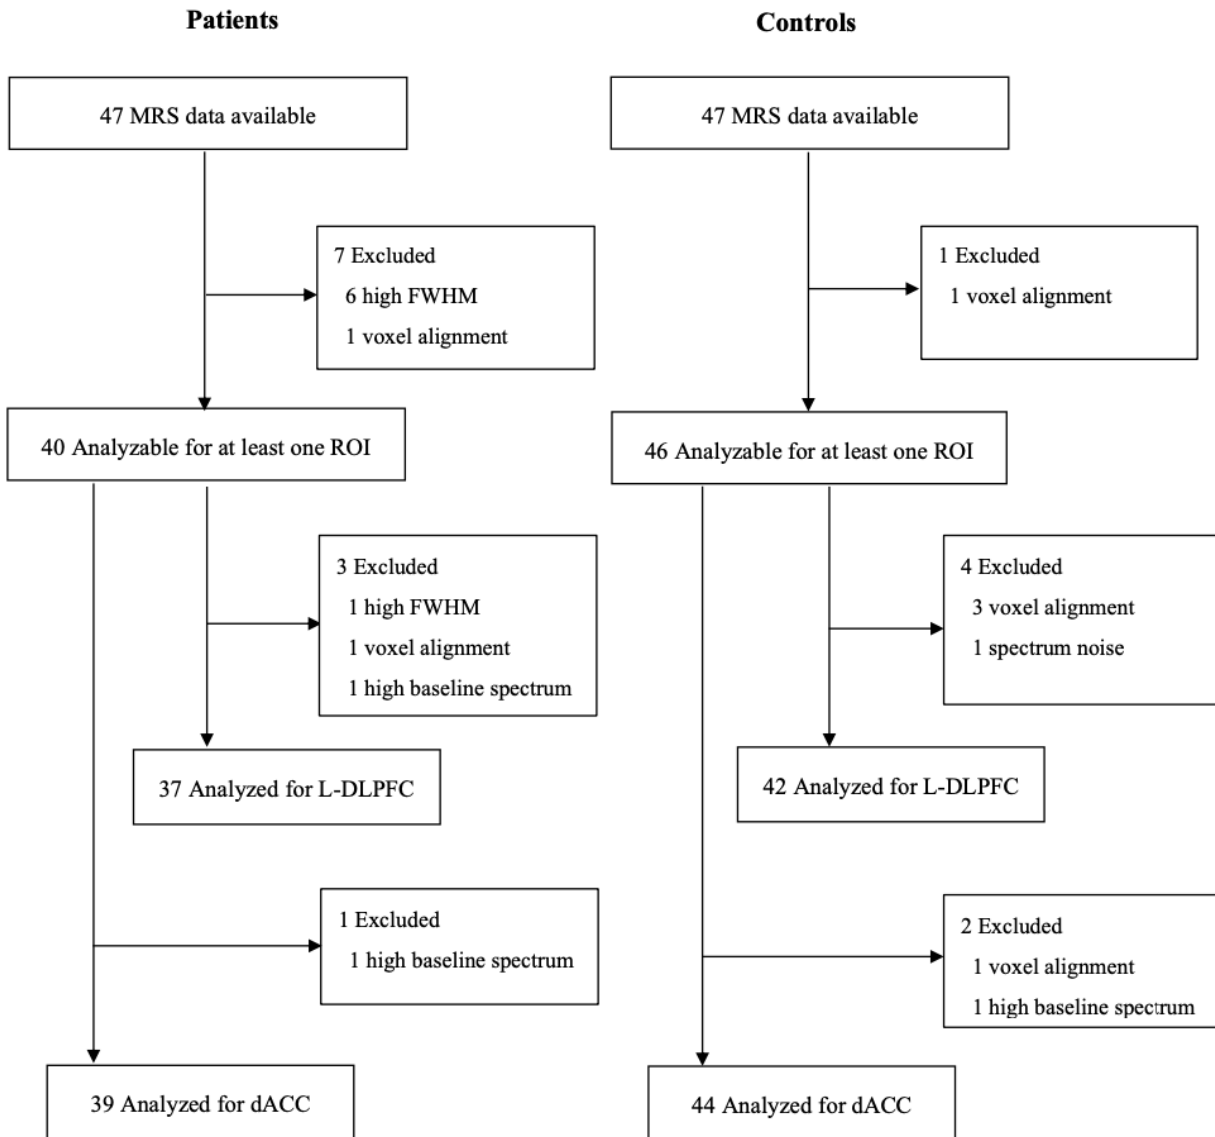 Patients
47 MRS data available
7 Excluded
6 high FWHM
1 voxel alignment
40 Analyzable for at least one ROI
3 Excluded
1 high FWHM
1 voxel alignment
1 high baseline spectrum
37 Analyzed for L-DLPFC
1 Excluded
1 high baseline spectrum
39 Analyzed for dACC
Controls
47 MRS data available
1 Excluded
1 voxel alignment
46 Analyzable for at least one ROI
4 Excluded
3 voxel alignment
1 spectrum noise
42 Analyzed for L-DLPFC
2 Excluded
1 voxel alignment
1 high baseline spectrum
44 Analyzed for dACC